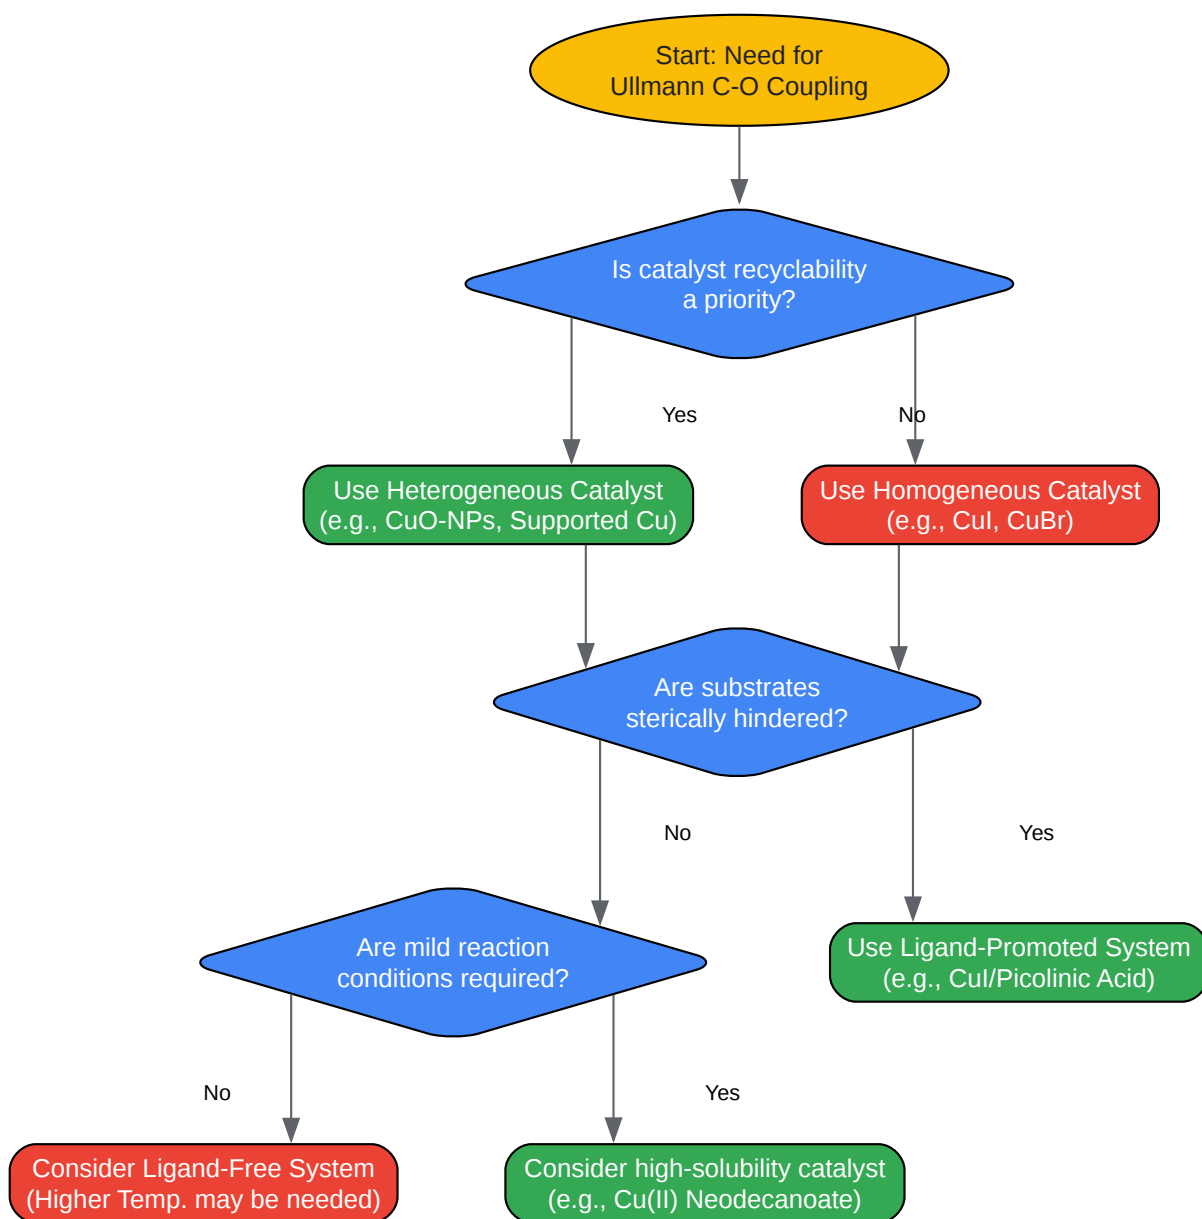 Start: Need for
Ullmann C-O Coupling
Is catalyst recyclability
a priority?
Yes
No
Use Heterogeneous Catalyst
(e.g., CuO-NPs, Supported Cu)
Use Homogeneous Catalyst
(e.g., CuI, CuBr)
Are substrates
sterically hindered?
No
Yes
Are mild reaction
conditions required?
Use Ligand-Promoted System
(e.g., CuI/Picolinic Acid)
No
Yes
Consider Ligand-Free System
(Higher Temp. may be needed)
Consider high-solubility catalyst
(e.g., Cu(II) Neodecanoate)